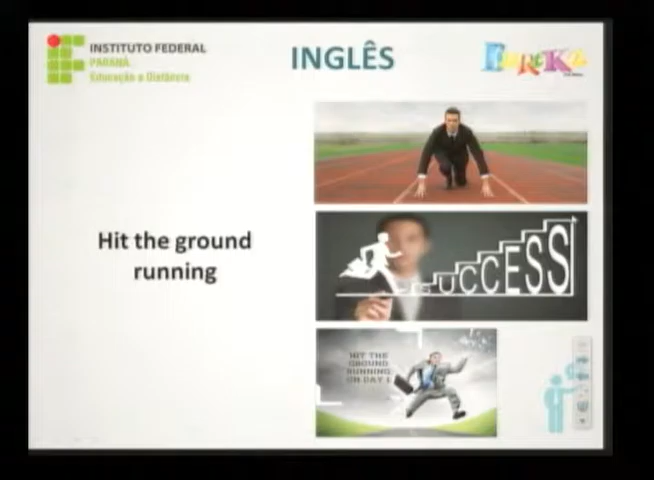 INSTITUTO FEDERAL
PARANÁ
Educação a Distância
INGLÊS
EUREKA
Hit the ground
running
SUCCESS
HIT THE
GROUND
RUNNING
ON DAY 1